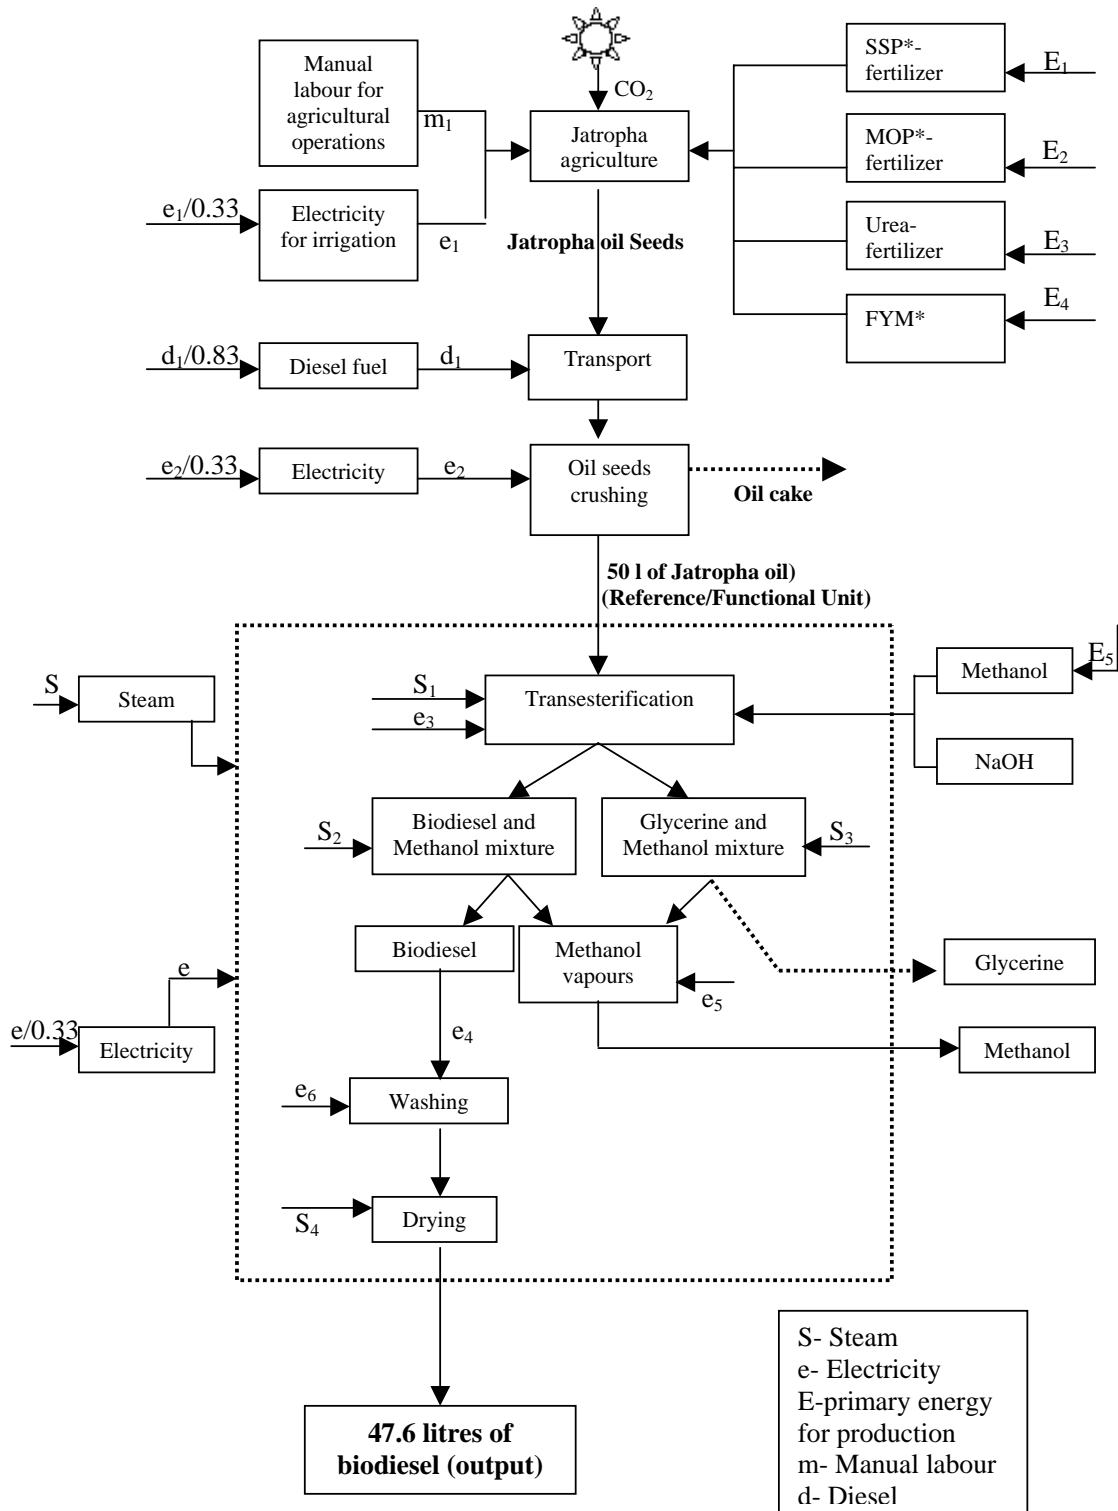 Manual
labour for
agricultural
operations
m1
CO2
SSP*-
fertilizer
E1
Jatropha
agriculture
MOP*-
fertilizer
E2
e1/0.33
Electricity
for irrigation
e1
Jatropha oil Seeds
Urea-
fertilizer
E3
FYM*
E4
d1/0.83
Diesel fuel
d1
Transport
e2/0.33
Electricity
e2
Oil seeds
crushing
Oil cake
50 l of Jatropha oil)
(Reference/Functional Unit)
S
Steam
S1
e3
Transesterification
Methanol
E5
NaOH
S2
Biodiesel and
Methanol mixture
Glycerine and
Methanol mixture
S3
Biodiesel
Methanol
vapours
e5
Glycerine
e
e/0.33
Electricity
e4
Methanol
e6
Washing
S4
Drying
47.6 litres of
biodiesel (output)
S- Steam
e- Electricity
E-primary energy
for production
m- Manual labour
d- Diesel